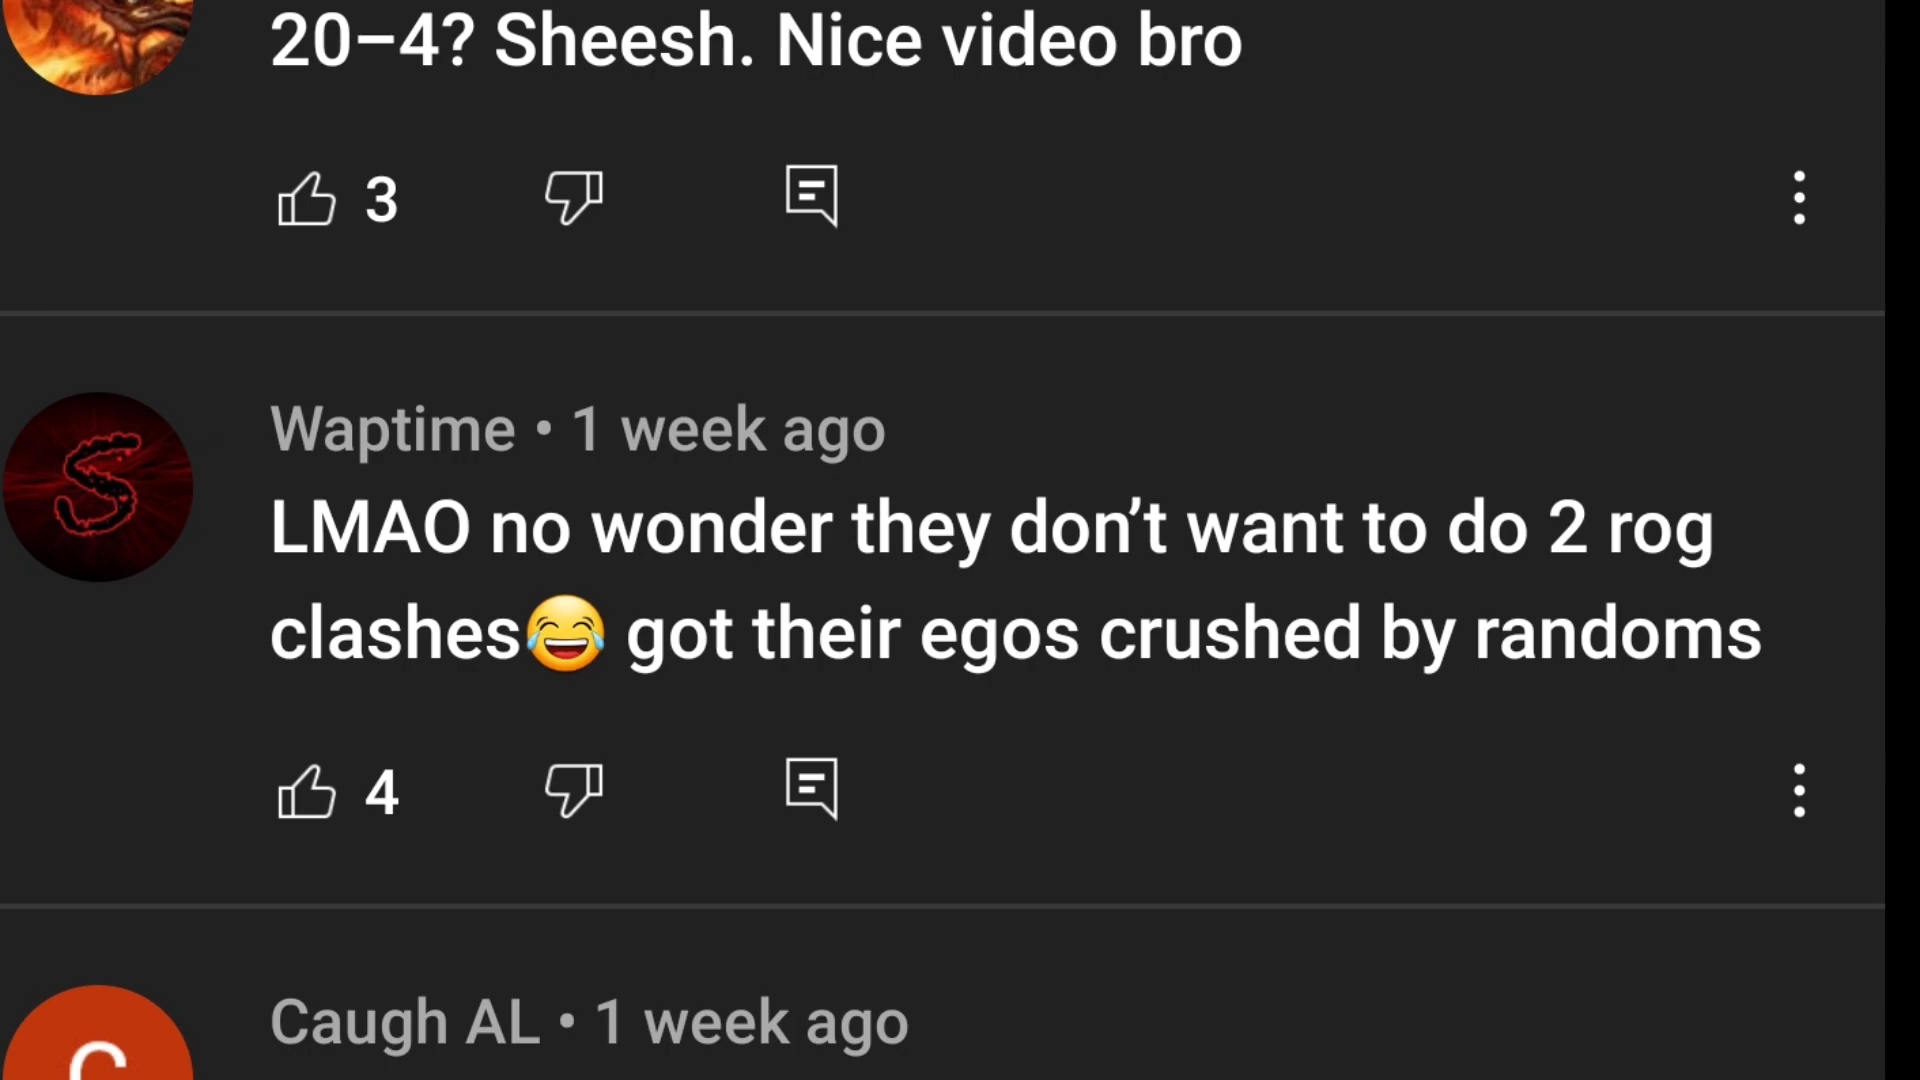 20–4? Sheesh. Nice video bro
3
Waptime • 1 week ago
LMAO no wonder they don’t want to do 2 rog
clashes😂 got their egos crushed by randoms
4
Caugh AL • 1 week ago